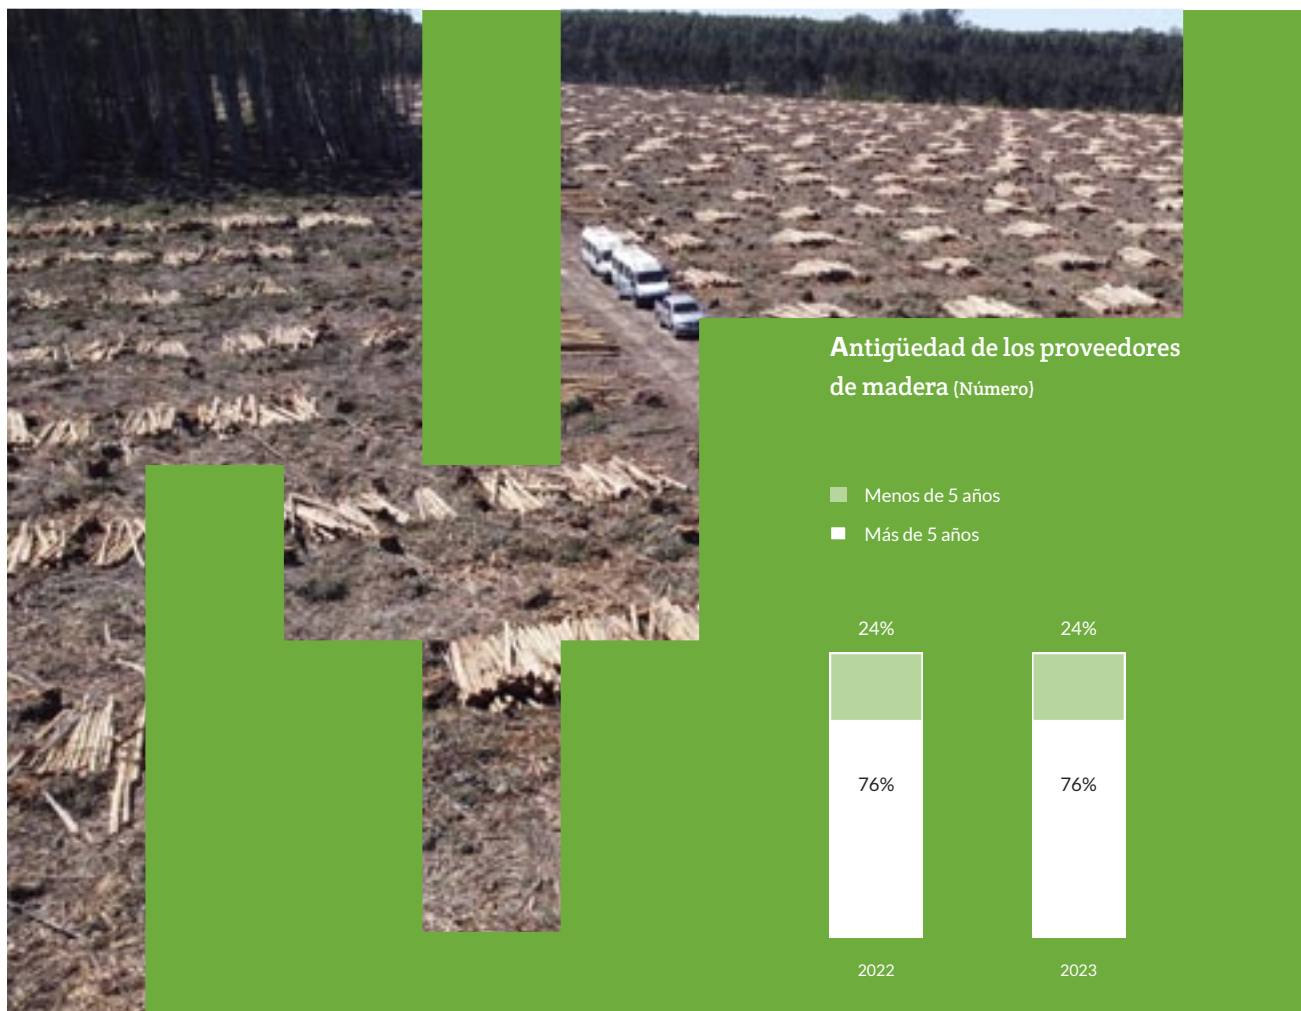 Antigüedad de los proveedores
de madera (Número)
Menos de 5 años
Más de 5 años
24%
24%
76%
76%
2022
2023